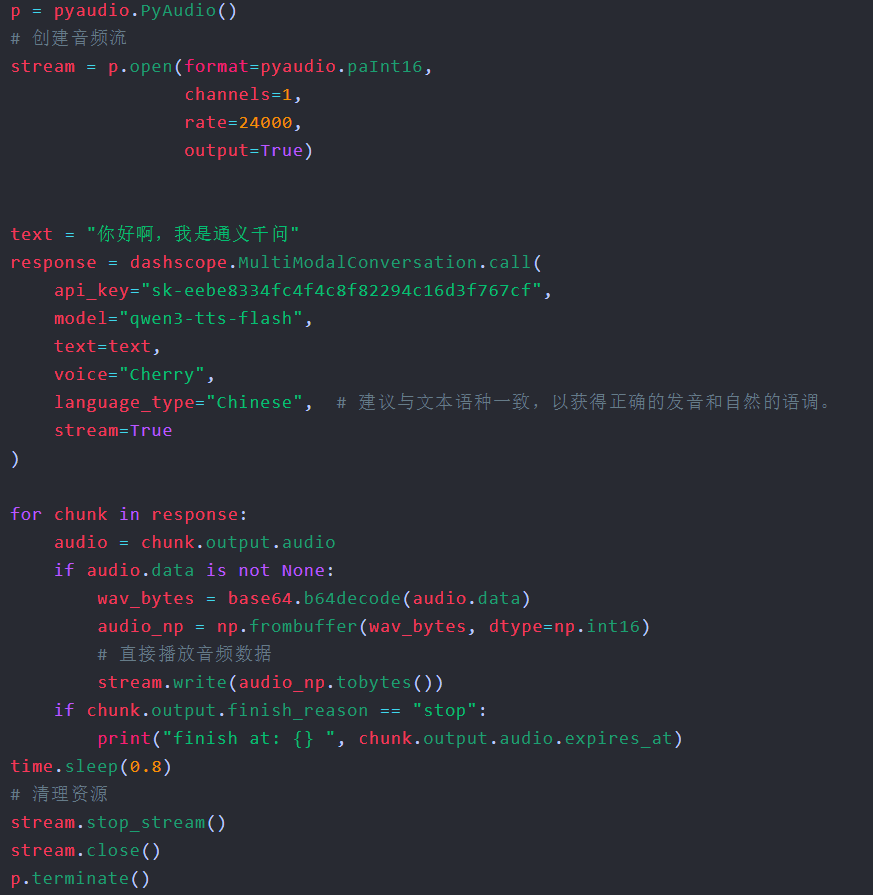 p = pyaudio.PyAudio()
# 创建音频流
stream = p.open(format=pyaudio.paInt16,
                channels=1,
                rate=24000,
                output=True)
text = "你好啊，我是通义千问"
response = dashscope.MultiModalConversation.call(
    api_key="sk-eebe8334fc4f4c8f82294c16d3f767cf",
    model="qwen3-tts-flash",
    text=text,
    voice="Cherry",
    language_type="Chinese",  # 建议与文本语种一致，以获得正确的发音和自然的语调。
    stream=True
)
for chunk in response:
    audio = chunk.output.audio
    if audio.data is not None:
        wav_bytes = base64.b64decode(audio.data)
        audio_np = np.frombuffer(wav_bytes, dtype=np.int16)
        # 直接播放音频数据
        stream.write(audio_np.tobytes())
    if chunk.output.finish_reason == "stop":
        print("finish at: {} ", chunk.output.audio.expires_at)
time.sleep(0.8)
# 清理资源
stream.stop_stream()
stream.close()
p.terminate()